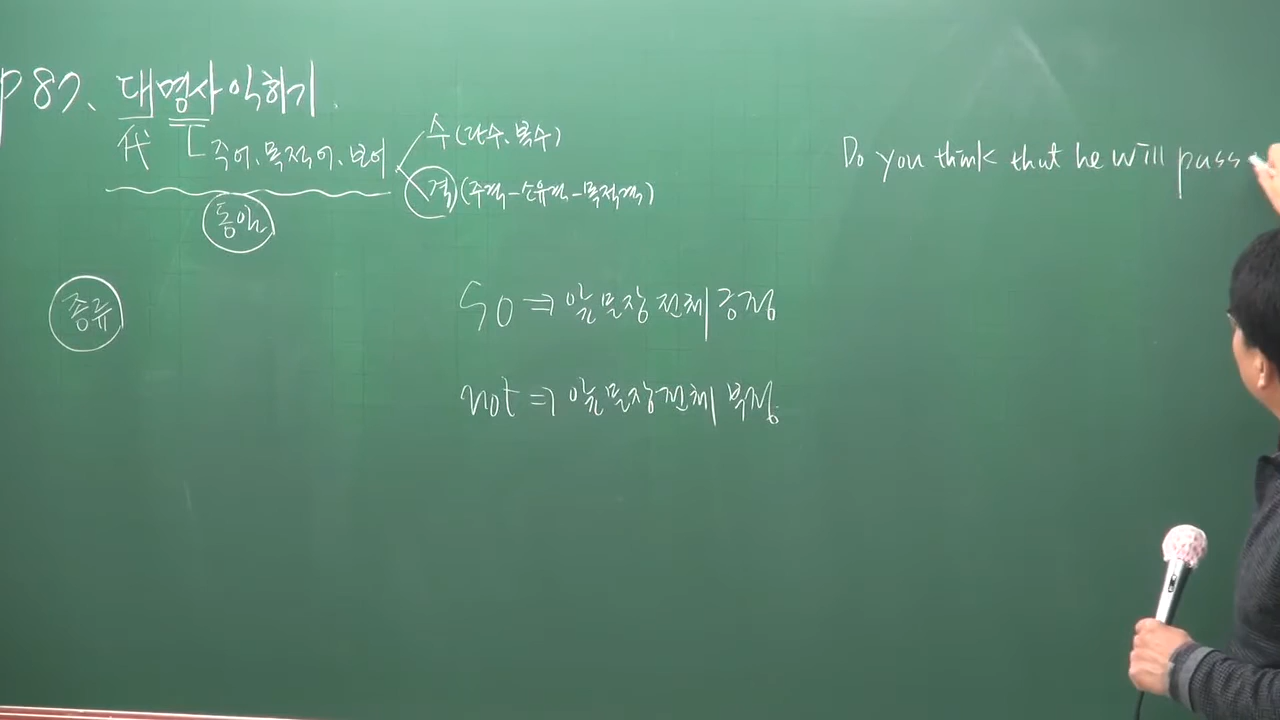 P 87. 대명사 익히기.
代 주어, 목적어, 보어
수 (단수, 복수)
격 (주격-소유격-목적격)
동일
Do you think that he will pass
종류
So ⇒ 앞 문장 전체 긍정
not ⇒ 앞 문장 전체 부정.